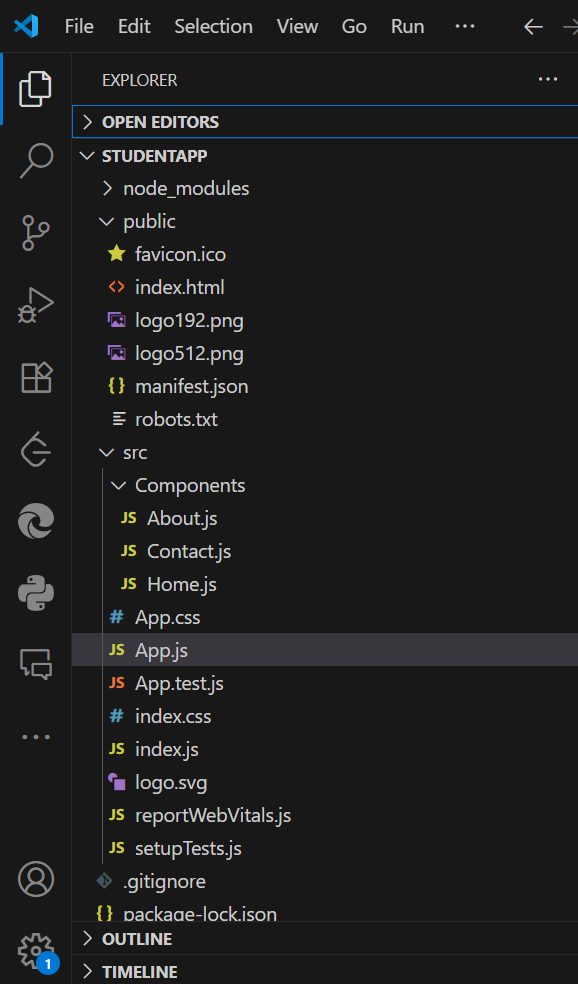 File Edit Selection View Go Run ...
EXPLORER ...
OPEN EDITORS
STUDENTAPP
node_modules
public
favicon.ico
index.html
logo192.png
logo512.png
manifest.json
robots.txt
src
Components
JS About.js
JS Contact.js
JS Home.js
# App.css
JS App.js
JS App.test.js
# index.css
JS index.js
logo.svg
JS reportWebVitals.js
JS setupTests.js
.gitignore
package-lock.json
OUTLINE
1
TIMELINE